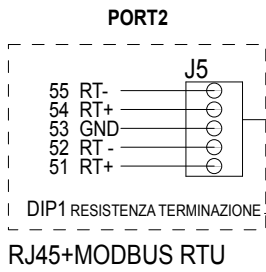 PORT2
J5
55 RT-
54 RT+
53 GND
52 RT -
51 RT+
DIP1 RESISTENZA TERMINAZIONE
RJ45+MODBUS RTU